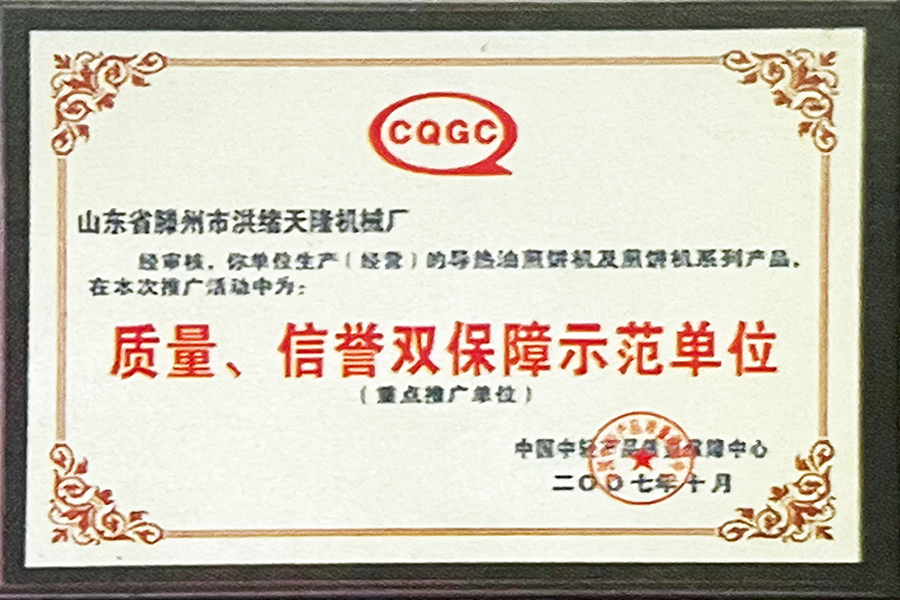 CQGC
山东省滕州市洪绪天隆机械厂
经审核，你单位生产（经营）的导热油煎饼机及煎饼机系列产品，
在本次推广活动中为：
质量、信誉双保障示范单位
（重点推广单位）
中国中轻产品质量保障中心
二〇〇七年十月